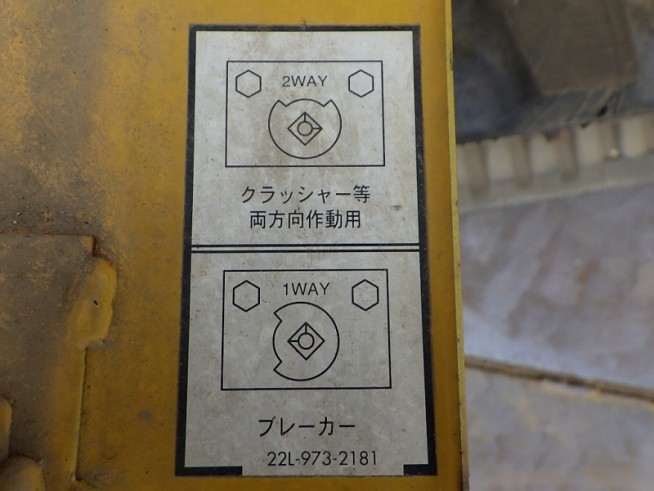 2WAY
クラッシャー等
両方向作動用
1WAY
ブレーカー
22L-973-2181